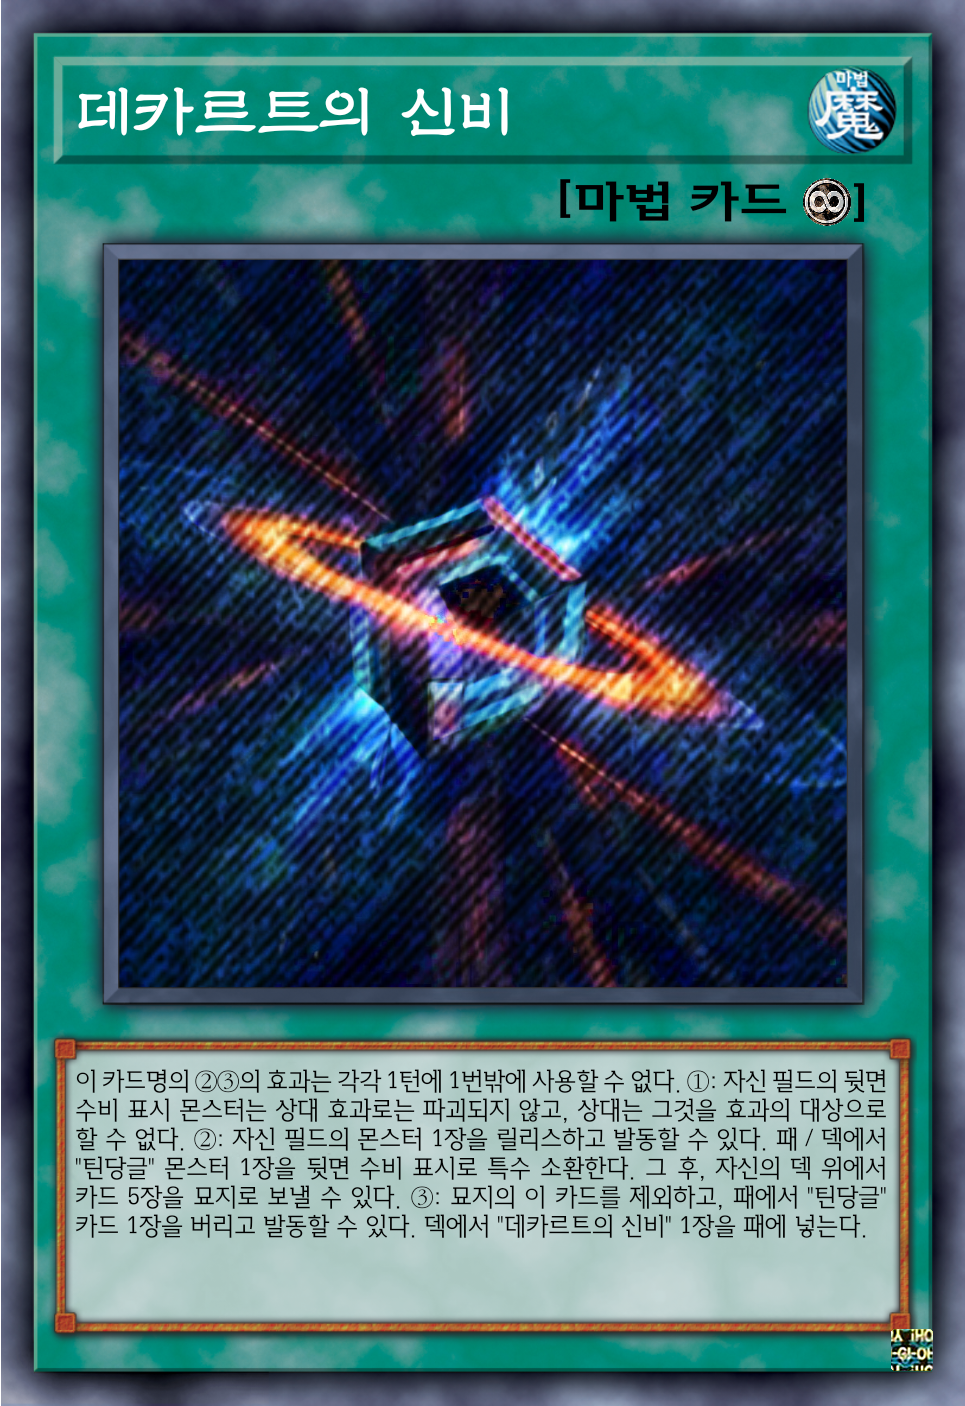 데카르트의 신비
마법
魔
[마법 카드 ♾]
이 카드명의 ②③의 효과는 각각 1턴에 1번밖에 사용할 수 없다. ①: 자신 필드의 뒷면
수비 표시 몬스터는 상대 효과로는 파괴되지 않고, 상대는 그것을 효과의 대상으로
할 수 없다. ②: 자신 필드의 몬스터 1장을 릴리스하고 발동할 수 있다. 패 / 덱에서
"틴당글" 몬스터 1장을 뒷면 수비 표시로 특수 소환한다. 그 후, 자신의 덱 위에서
카드 5장을 묘지로 보낼 수 있다. ③: 묘지의 이 카드를 제외하고, 패에서 "틴당글"
카드 1장을 버리고 발동할 수 있다. 덱에서 "데카르트의 신비" 1장을 패에 넣는다.